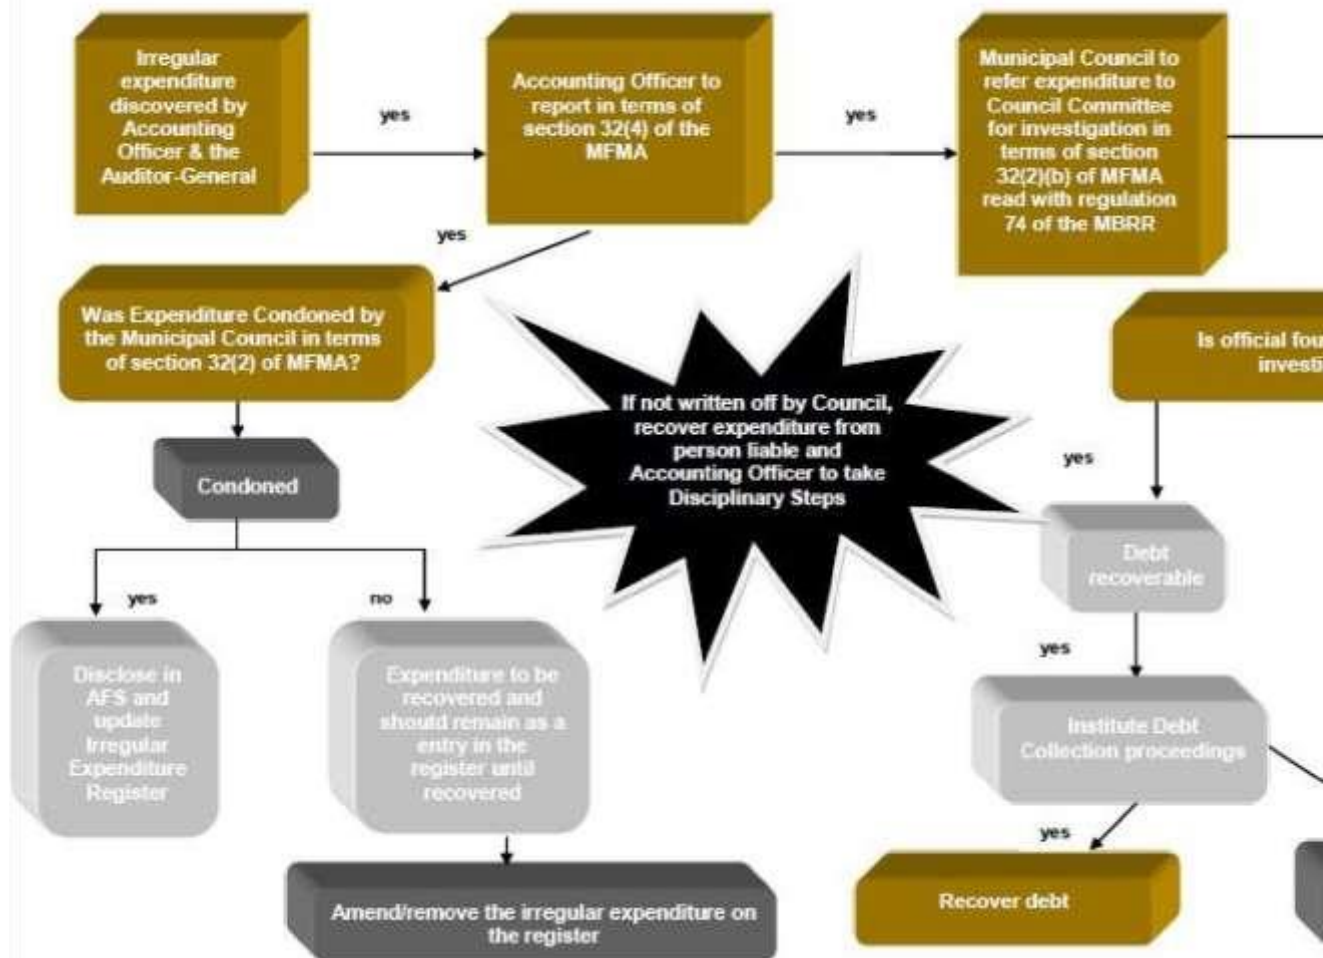 Irregular
expenditure
discovered by
Accounting
Officer & the
Auditor-General
yes
Accounting Officer to
report in terms of
section 32(4) of the
MFMA
yes
Municipal Council to
refer expenditure to
Council Committee
for investigation in
terms of section
32(2)(b) of MFMA
read with regulation
74 of the MBRR
yes
Was Expenditure Condoned by
the Municipal Council in terms
of section 32(2) of MFMA?
Condoned
yes
no
Disclose in
AFS and
update
Irregular
Expenditure
Register
Expenditure to be
recovered and
should remain as a
entry in the
register until
recovered
Amend/remove the irregular expenditure on
the register
If not written off by Council,
recover expenditure from
person liable and
Accounting Officer to take
Disciplinary Steps
Is official fou
investi
yes
Debt
recoverable
yes
Institute Debt
Collection proceedings
yes
Recover debt